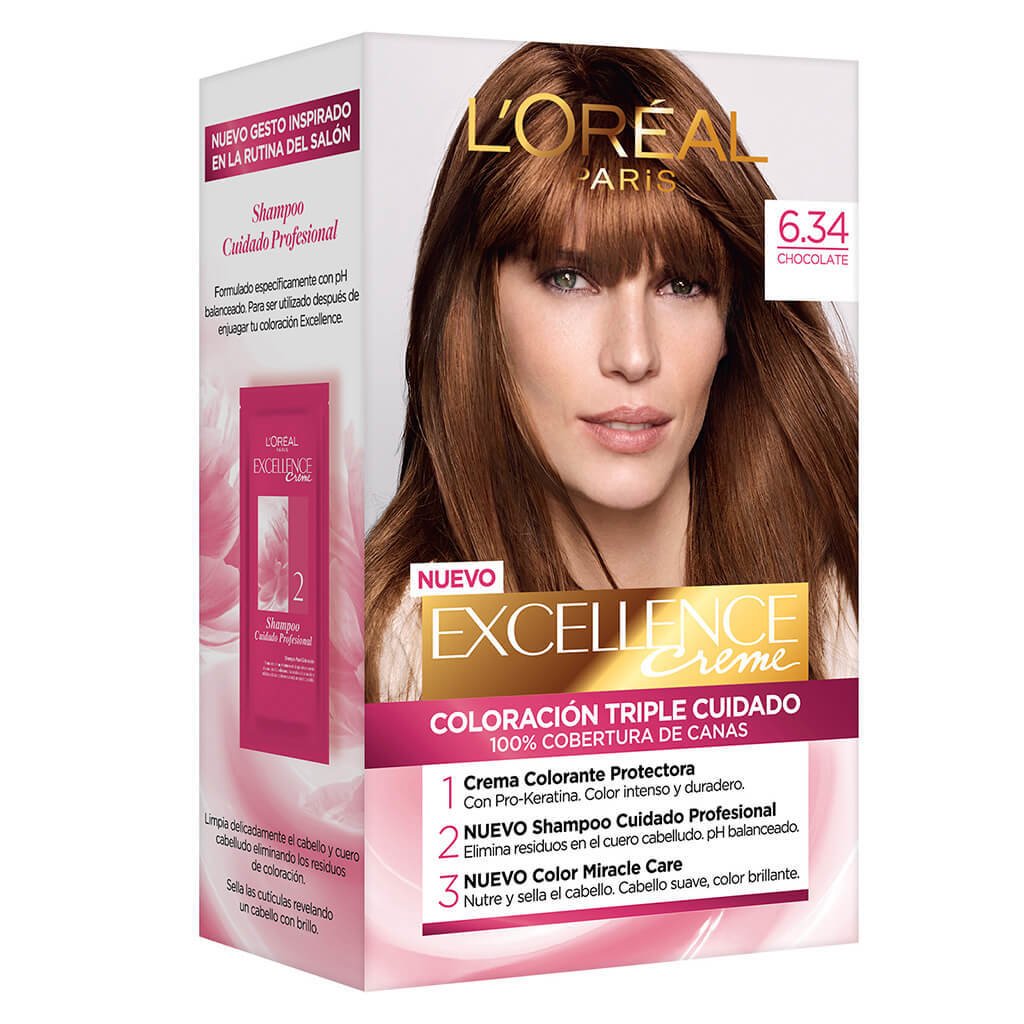 NUEVO GESTO INSPIRADO
EN LA RUTINA DEL SALÓN
Shampoo
Cuidado Profesional
Formulado específicamente con pH
balanceado. Para ser utilizado después de
enjuagar tu coloración Excellence.
L'ORÉAL
PARIS
EXCELLENCE
Creme
2
Shampoo
Cuidado Profesional
Limpia delicadamente el cabello y cuero
cabelludo eliminando los residuos
de coloración.
Sella las cutículas revelando
un cabello con brillo.
L'ORÉAL
PARiS
6.34
CHOCOLATE
NUEVO
EXCELLENCE
Creme
COLORACIÓN TRIPLE CUIDADO
100% COBERTURA DE CANAS
1 Crema Colorante Protectora
Con Pro-Keratina. Color intenso y duradero.
2 NUEVO Shampoo Cuidado Profesional
Elimina residuos en el cuero cabelludo. pH balanceado.
3 NUEVO Color Miracle Care
Nutre y sella el cabello. Cabello suave, color brillante.